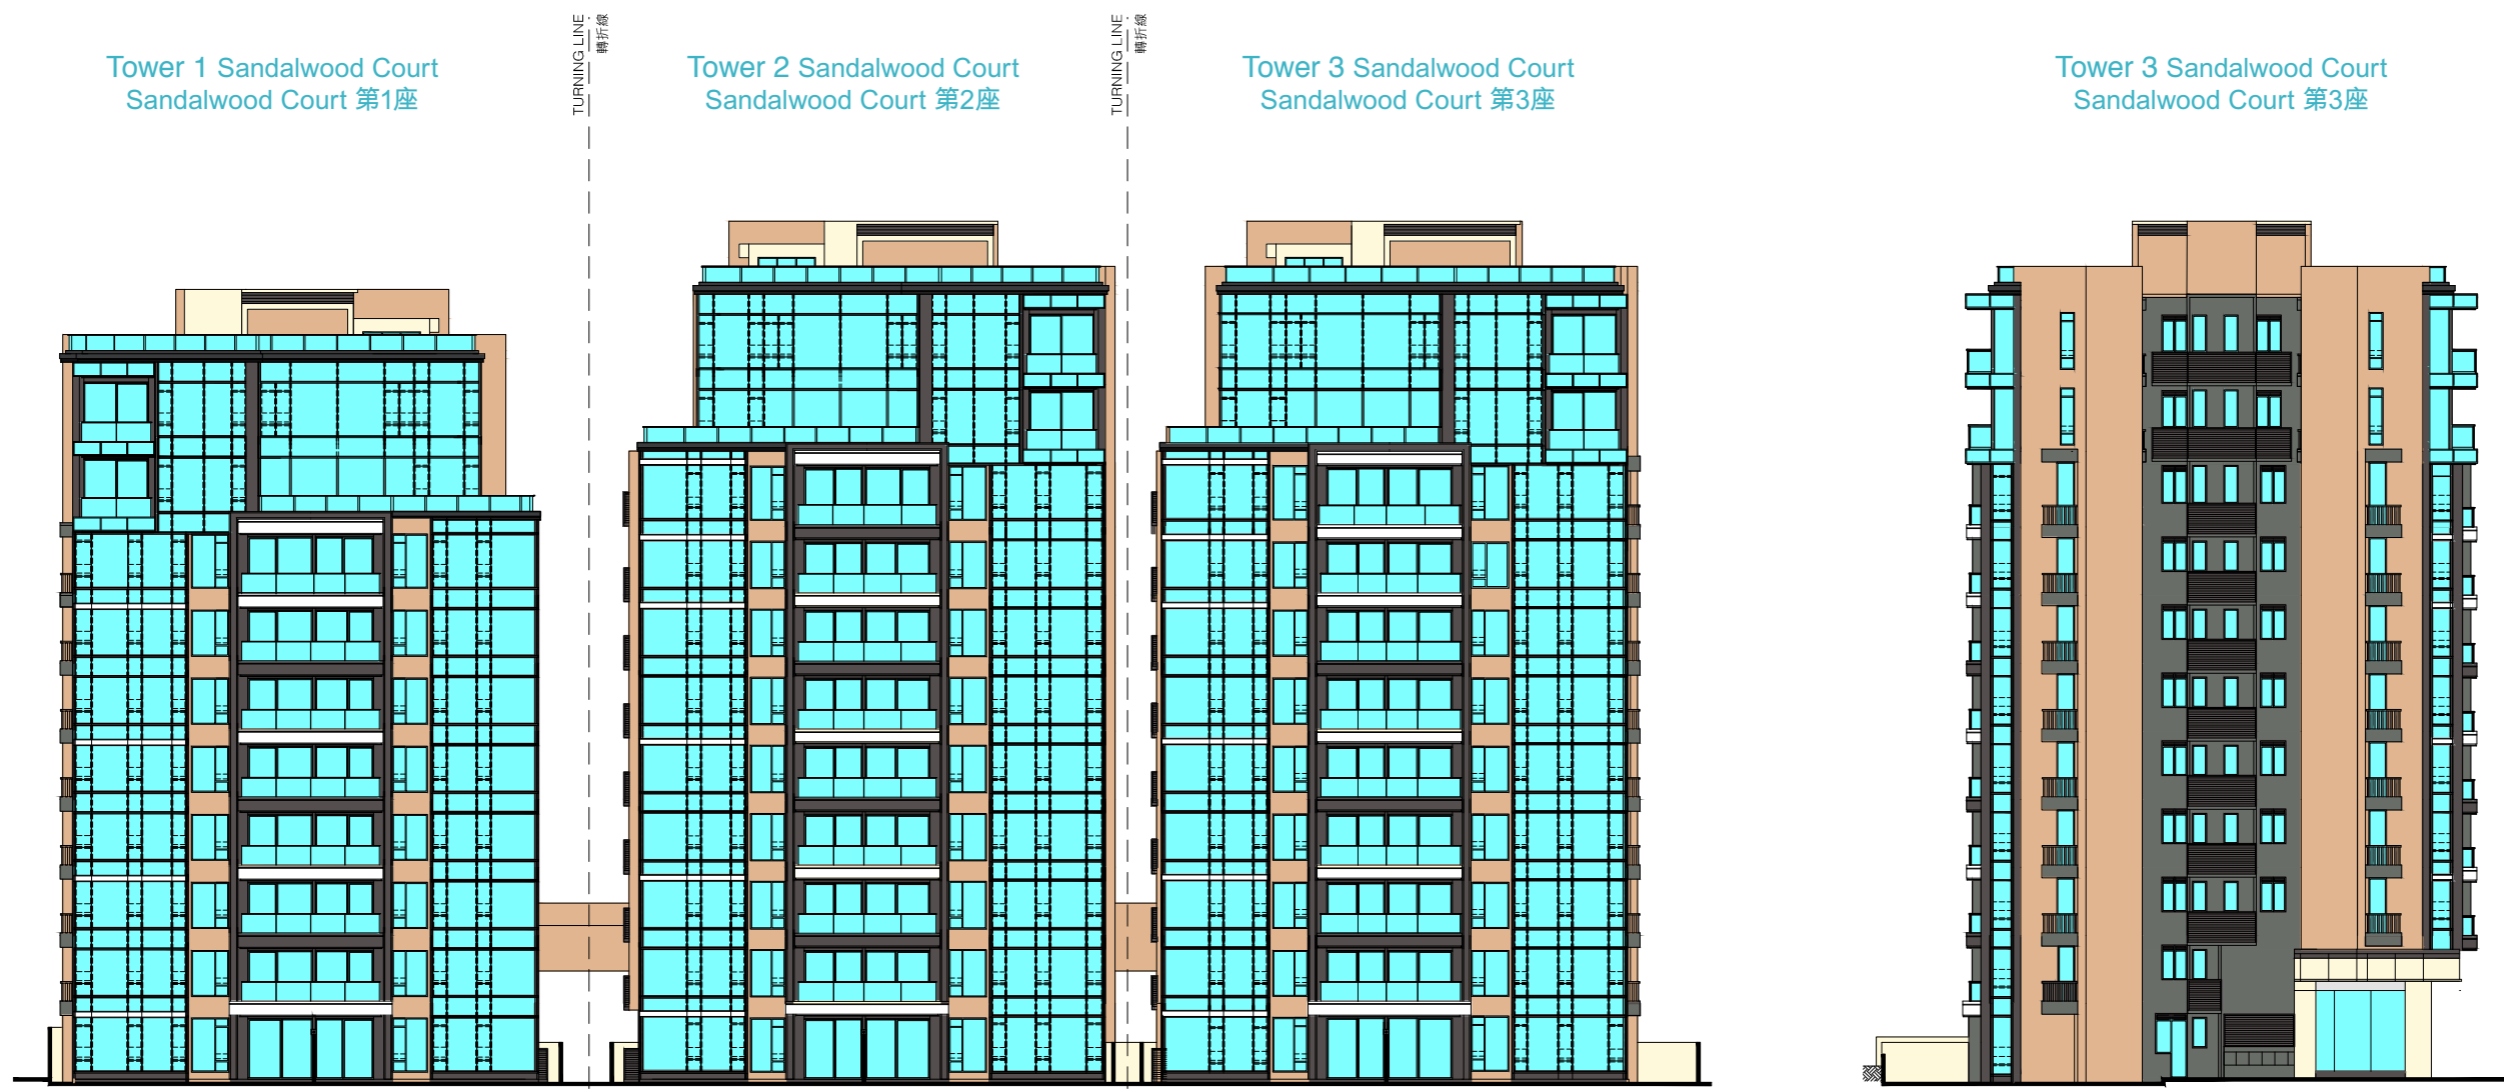 Tower 1 Sandalwood Court
Sandalwood Court 第1座
TURNING LINE
轉折線
Tower 2 Sandalwood Court
Sandalwood Court 第2座
TURNING LINE
轉折線
Tower 3 Sandalwood Court
Sandalwood Court 第3座
Tower 3 Sandalwood Court
Sandalwood Court 第3座